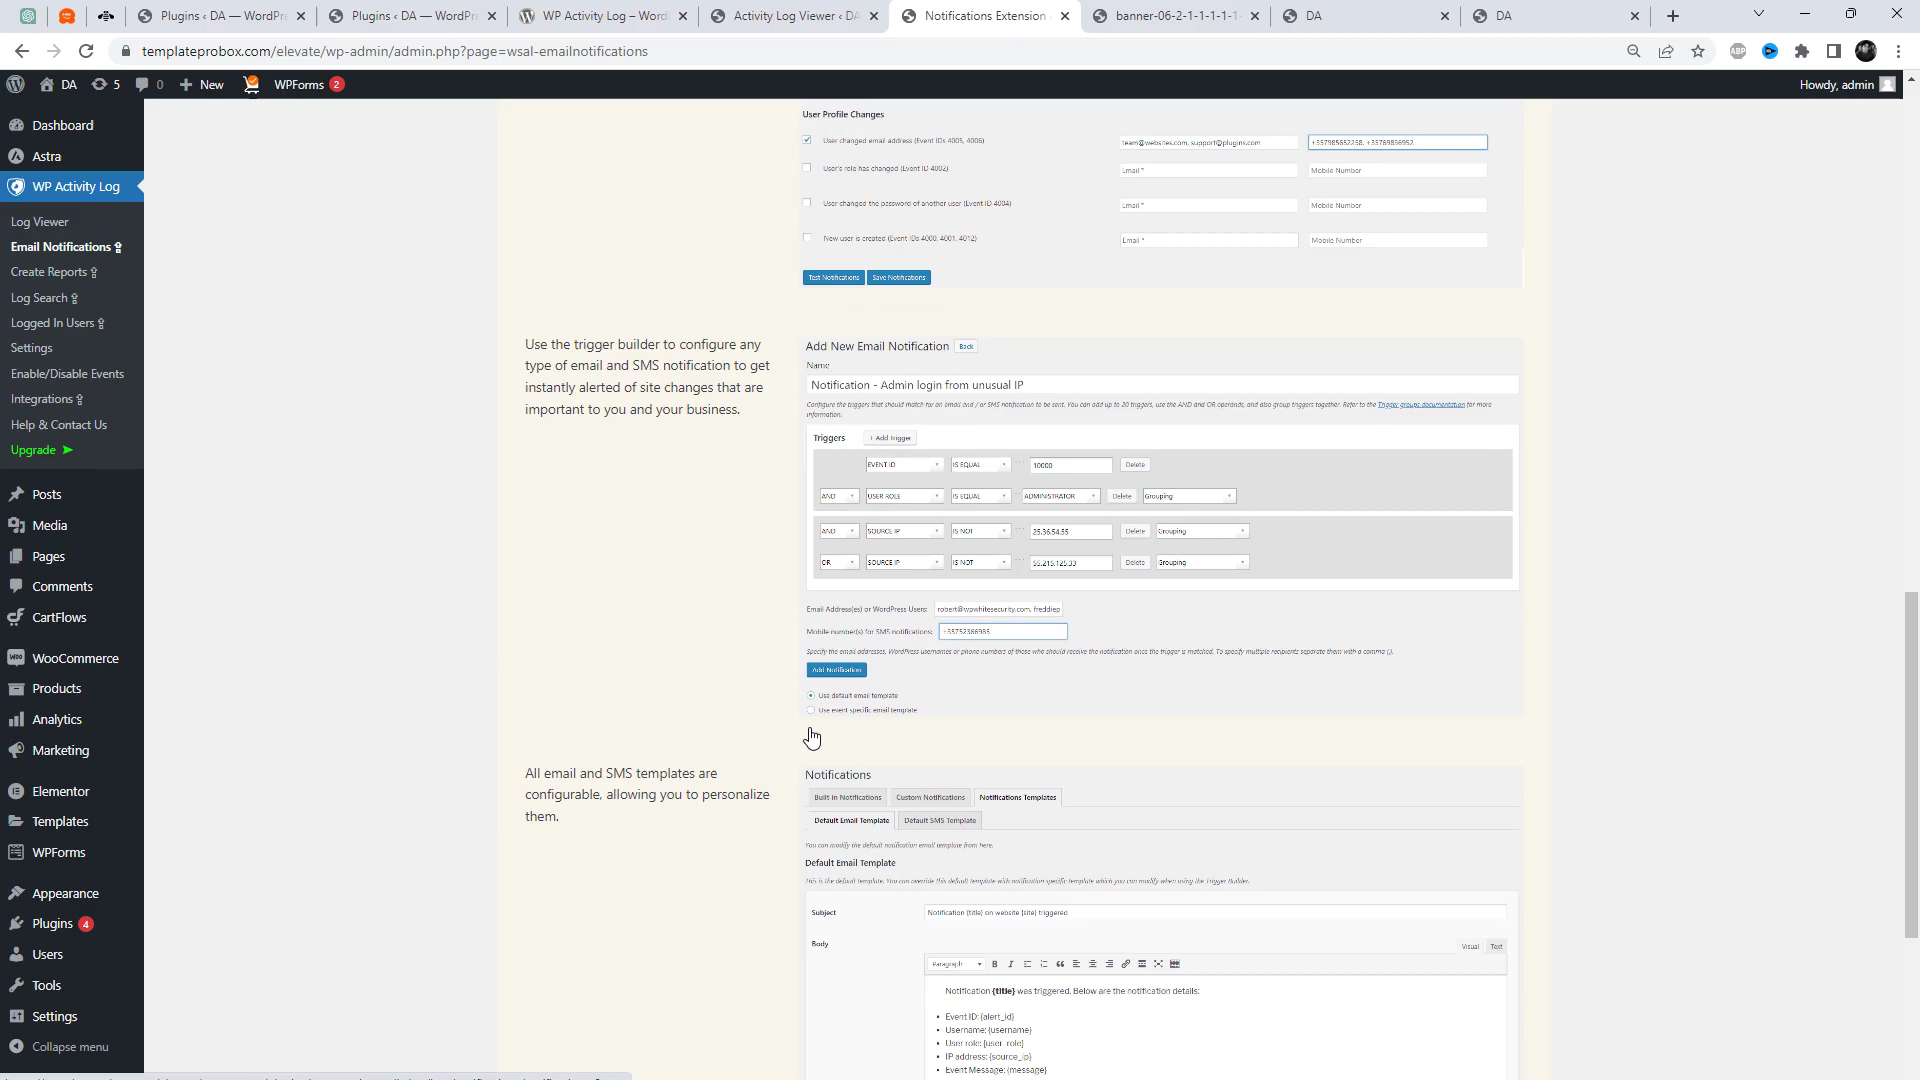 Plugins ‹ DA — WordPre
Plugins ‹ DA — WordPre
WP Activity Log – Word
Activity Log Viewer ‹ DA
Notifications Extension
banner-06-2-1-1-1-1-1-
DA
DA
templateprobox.com/elevate/wp-admin/admin.php?page=wsal-emailnotifications
DA
5
0
New
WPForms 2
Howdy, admin
Dashboard
Astra
WP Activity Log
Log Viewer
Email Notifications
Create Reports
Log Search
Logged In Users
Settings
Enable/Disable Events
Integrations
Help & Contact Us
Upgrade ➤
Posts
Media
Pages
Comments
CartFlows
WooCommerce
Products
Analytics
Marketing
Elementor
Templates
WPForms
Appearance
Plugins 4
Users
Tools
Settings
Collapse menu
User Profile Changes
User changed email address (Event IDs 4005, 4006) team@websites.com, support@plugins.com +357985652258, +35769836952
User's role has changed (Event ID 4002) Email * Mobile Number
User changed the password of another user (Event ID 4004) Email * Mobile Number
New user is created (Event IDs 4000, 4001, 4012) Email * Mobile Number
Test Notifications Save Notifications
Use the trigger builder to configure any
type of email and SMS notification to get
instantly alerted of site changes that are
important to you and your business.
Add New Email Notification Back
Name
Notification - Admin login from unusual IP
Configure the triggers that should match for an email and / or SMS notification to be sent. You can add up to 20 triggers, use the AND and OR operands, and also group triggers together. Refer to the Trigger groups documentation for more
information.
Triggers + Add Trigger
EVENT ID IS EQUAL 10000 Delete
AND USER ROLE IS EQUAL ADMINISTRATOR Delete Grouping
AND SOURCE IP IS NOT 25.36.54.55 Delete Grouping
OR SOURCE IP IS NOT 55.215.125.33 Delete Grouping
Email Address(es) or WordPress Users: robert@wpwhitesecurity.com, freddiep
Mobile number(s) for SMS notifications: +35752366985
Specify the email addresses, WordPress usernames or phone numbers of those who should receive the notification once the trigger is matched. To specify multiple recipients separate them with a comma (,).
Add Notification
Use default email template
Use event specific email template
All email and SMS templates are
configurable, allowing you to personalize
them.
Notifications
Built-in Notifications Custom Notifications Notifications Templates
Default Email Template Default SMS Template
You can modify the default notification email template from here.
Default Email Template
This is the default template. You can override this default template with notification specific template which you can modify when using the Trigger Builder.
Subject Notification {title} on website {site} triggered
Body
Visual Text
Paragraph
Notification {title} was triggered. Below are the notification details:
• Event ID: {alert_id}
• Username: {username}
• User role: {user_role}
• IP address: {source_ip}
• Event Message: {message}